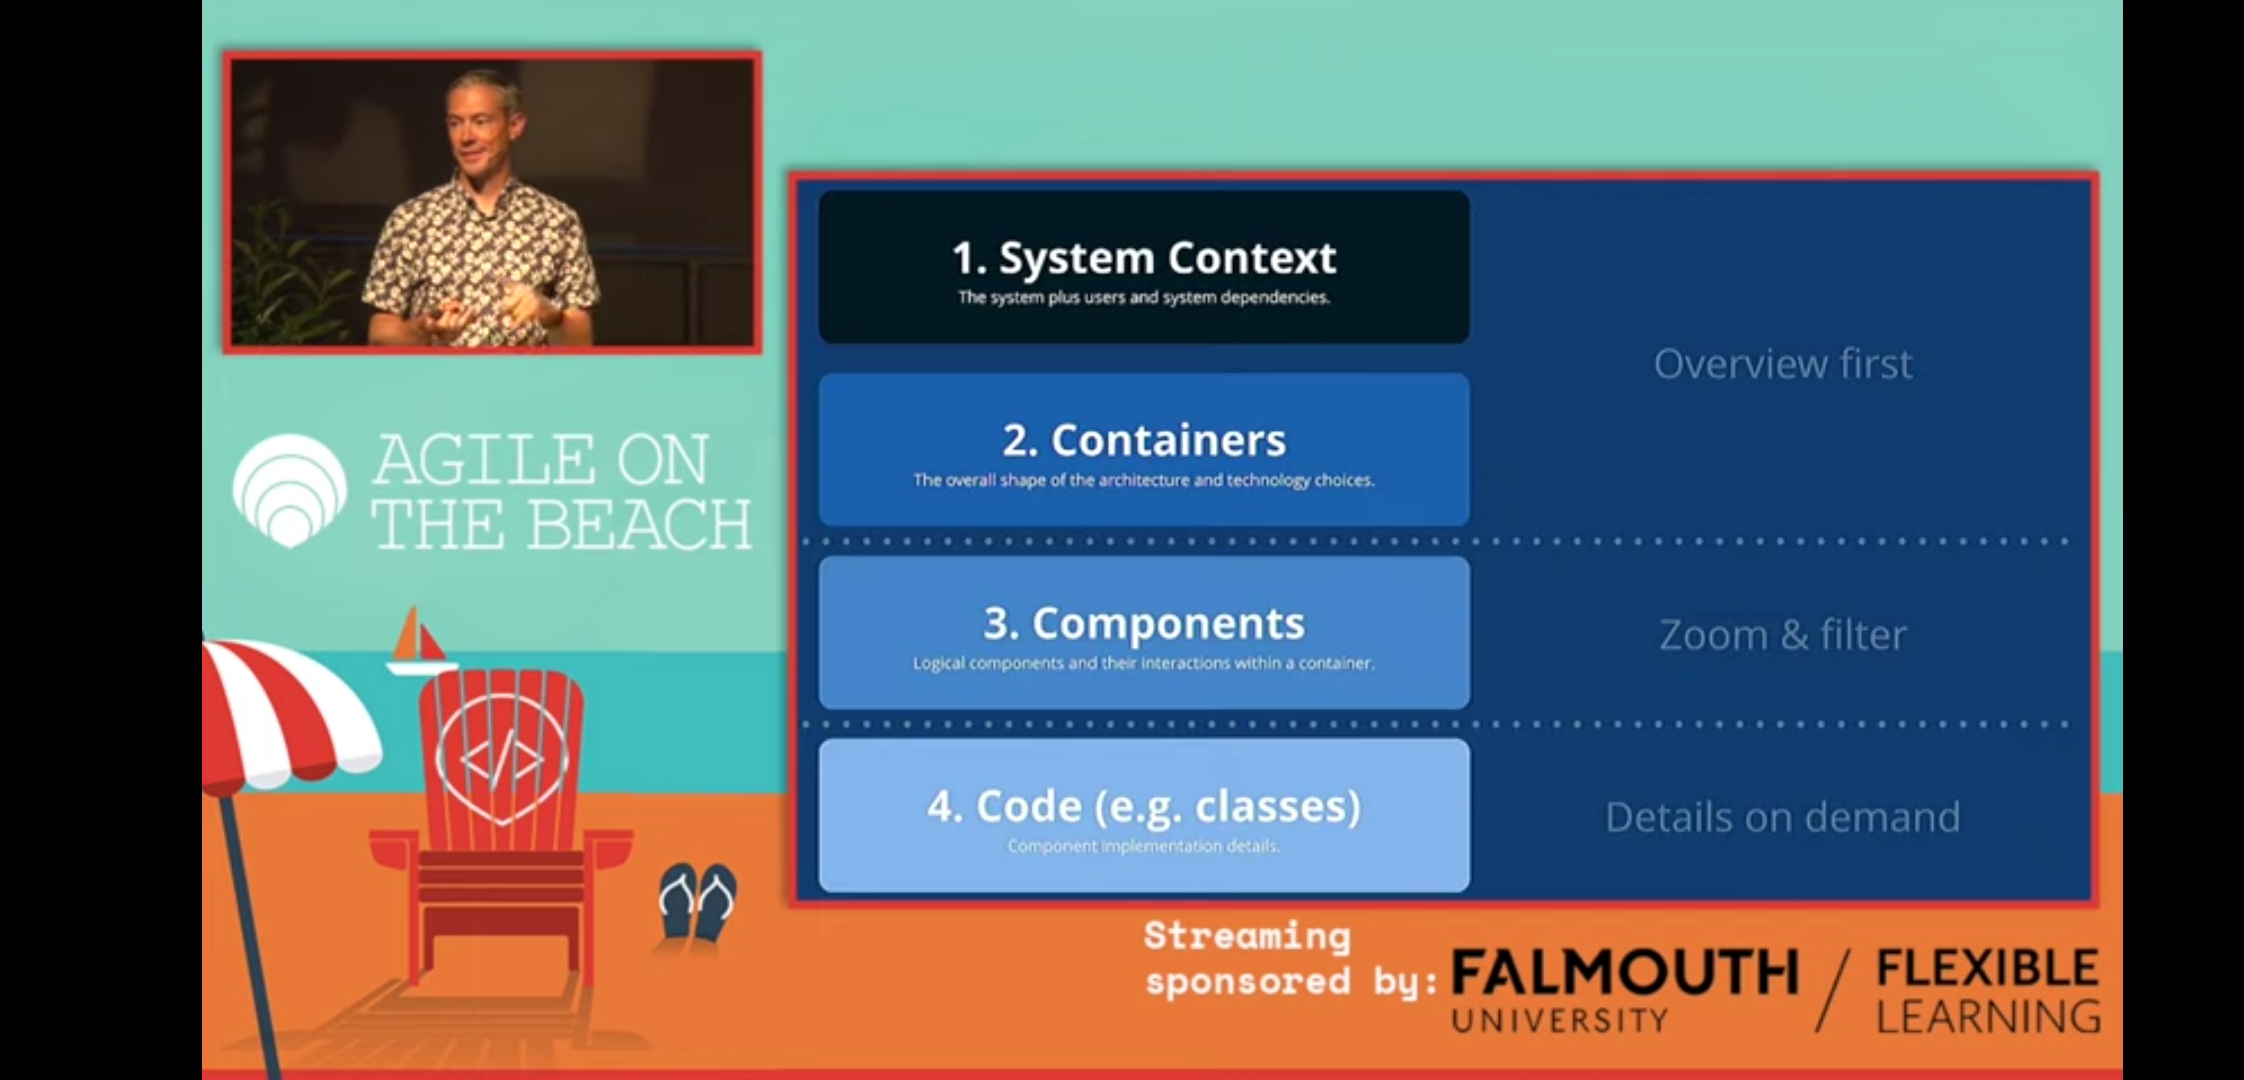 AGILE ON
THE BEACH
</>
1. System Context
The system plus users and system dependencies.
2. Containers
The overall shape of the architecture and technology choices.
Overview first
3. Components
Logical components and their interactions within a container.
Zoom & filter
4. Code (e.g. classes)
Component implementation details.
Details on demand
Streaming
sponsored by:
FALMOUTH
UNIVERSITY
FLEXIBLE
LEARNING